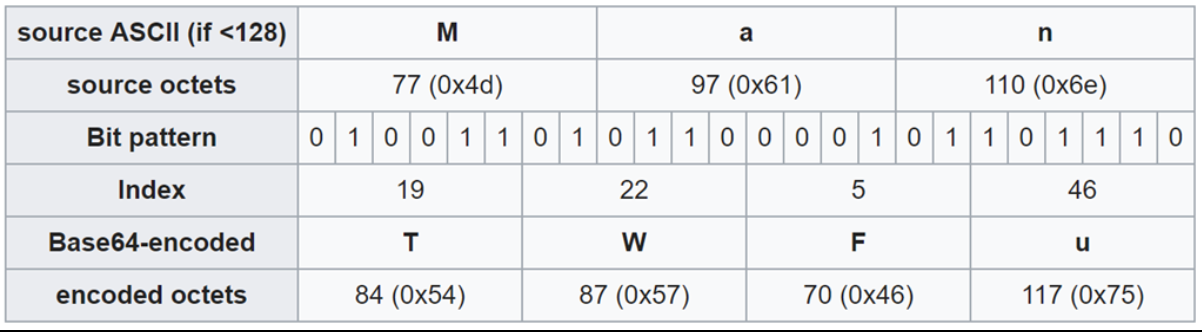 source ASCII (if <128) M a n
source octets 77 (0x4d) 97 (0x61) 110 (0x6e)
Bit pattern 0 1 0 0 1 1 0 1 0 1 1 0 0 0 0 1 0 1 1 0 1 1 1 0
Index 19 22 5 46
Base64-encoded T W F u
encoded octets 84 (0x54) 87 (0x57) 70 (0x46) 117 (0x75)